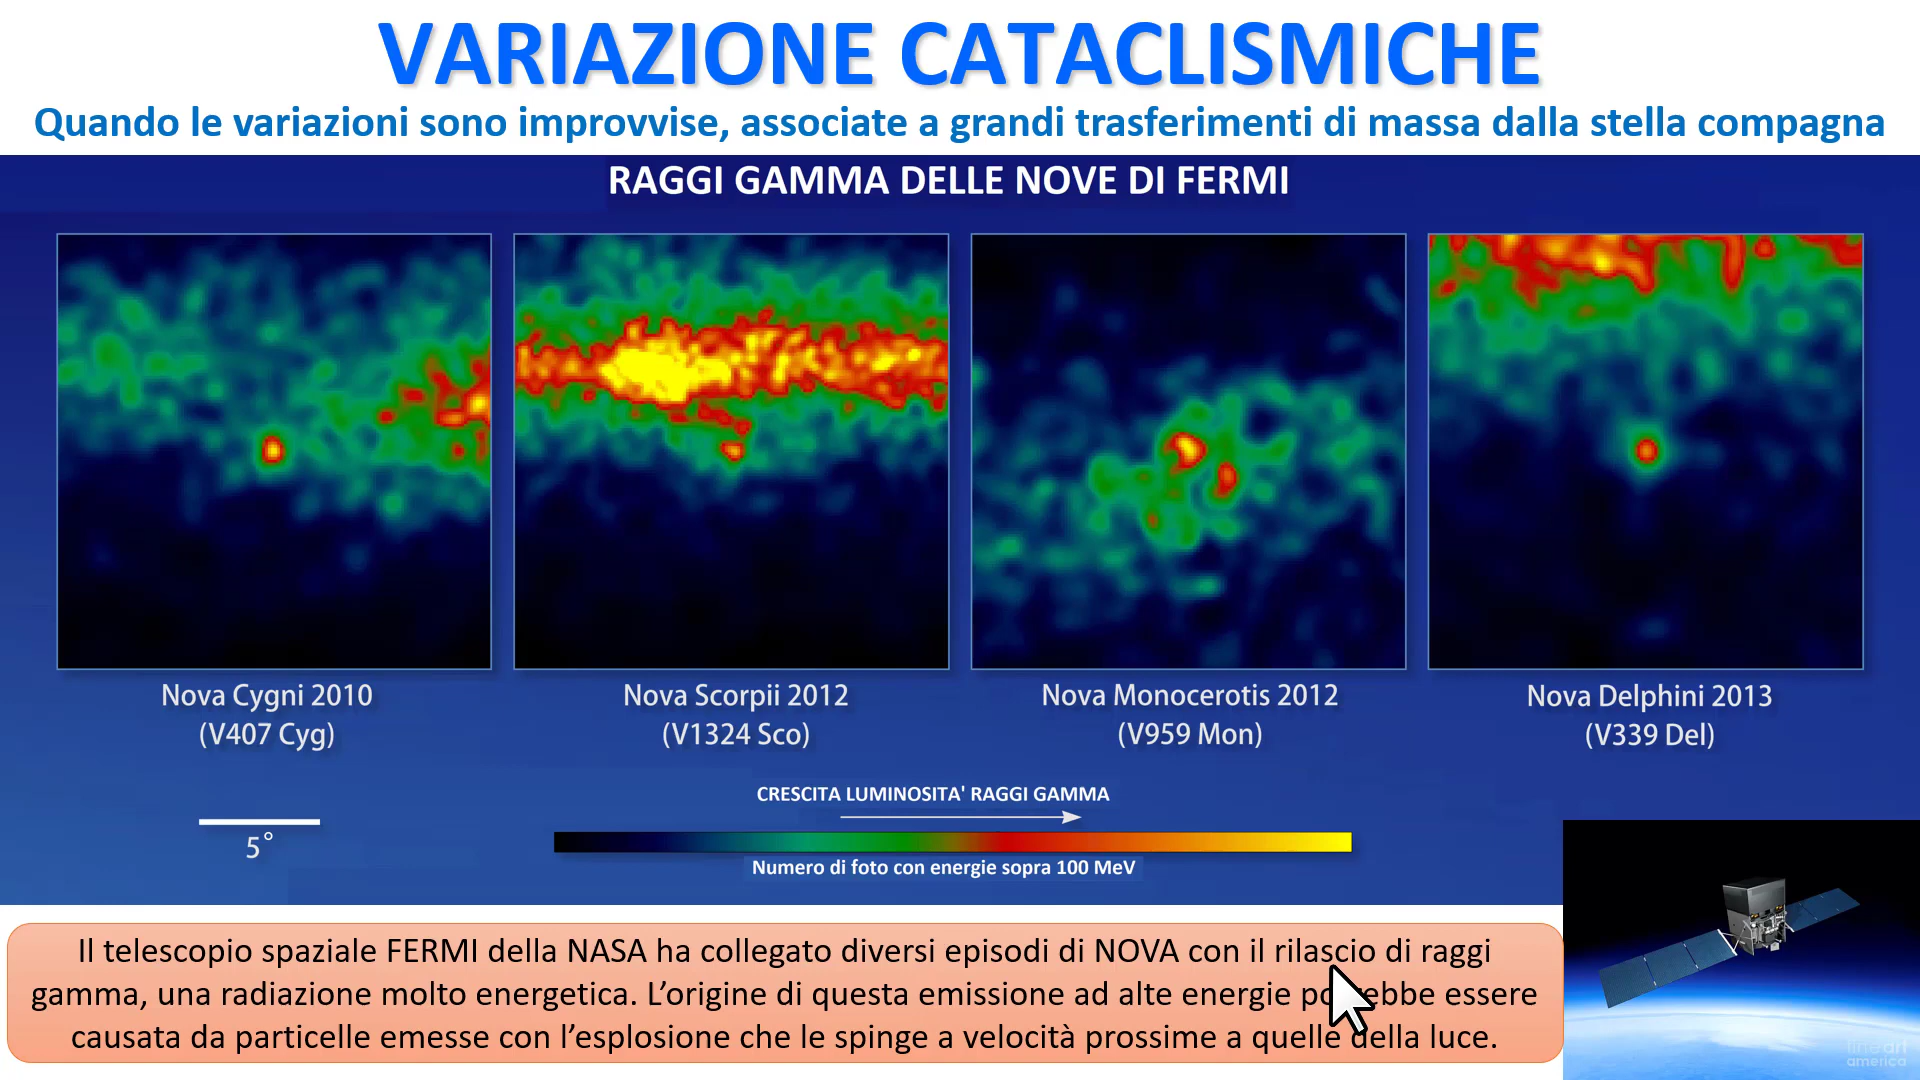 VARIAZIONE CATACLISMICHE
Quando le variazioni sono improvvise, associate a grandi trasferimenti di massa dalla stella compagna
RAGGI GAMMA DELLE NOVE DI FERMI
Nova Cygni 2010
(V407 Cyg)
Nova Scorpii 2012
(V1324 Sco)
Nova Monocerotis 2012
(V959 Mon)
Nova Delphini 2013
(V339 Del)
CRESCITA LUMINOSITA' RAGGI GAMMA
5°
Numero di foto con energie sopra 100 MeV
Il telescopio spaziale FERMI della NASA ha collegato diversi episodi di NOVA con il rilascio di raggi
gamma, una radiazione molto energetica. L’origine di questa emissione ad alte energie potrebbe essere
causata da particelle emesse con l’esplosione che le spinge a velocità prossime a quelle della luce.
fine art
america